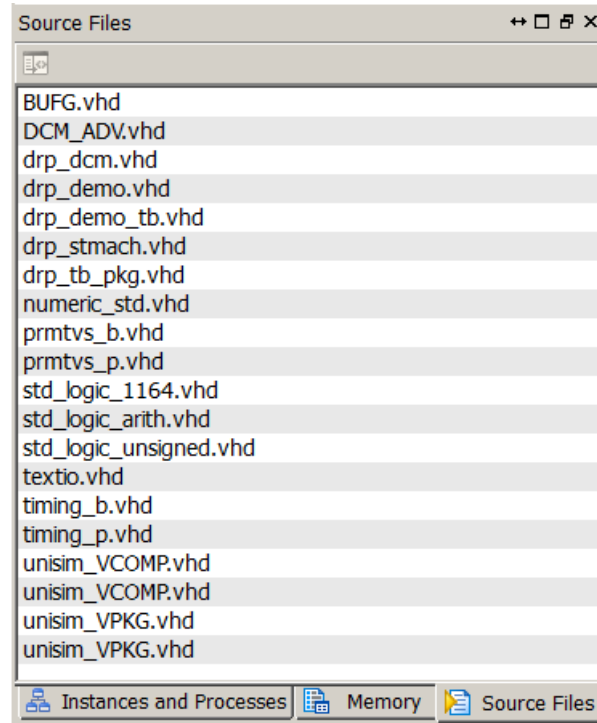 Source Files
BUFG.vhd
DCM_ADV.vhd
drp_dcm.vhd
drp_demo.vhd
drp_demo_tb.vhd
drp_stmach.vhd
drp_tb_pkg.vhd
numeric_std.vhd
prmtvs_b.vhd
prmtvs_p.vhd
std_logic_1164.vhd
std_logic_arith.vhd
std_logic_unsigned.vhd
textio.vhd
timing_b.vhd
timing_p.vhd
unisim_VCOMP.vhd
unisim_VCOMP.vhd
unisim_VPKG.vhd
unisim_VPKG.vhd
Instances and Processes Memory Source Files